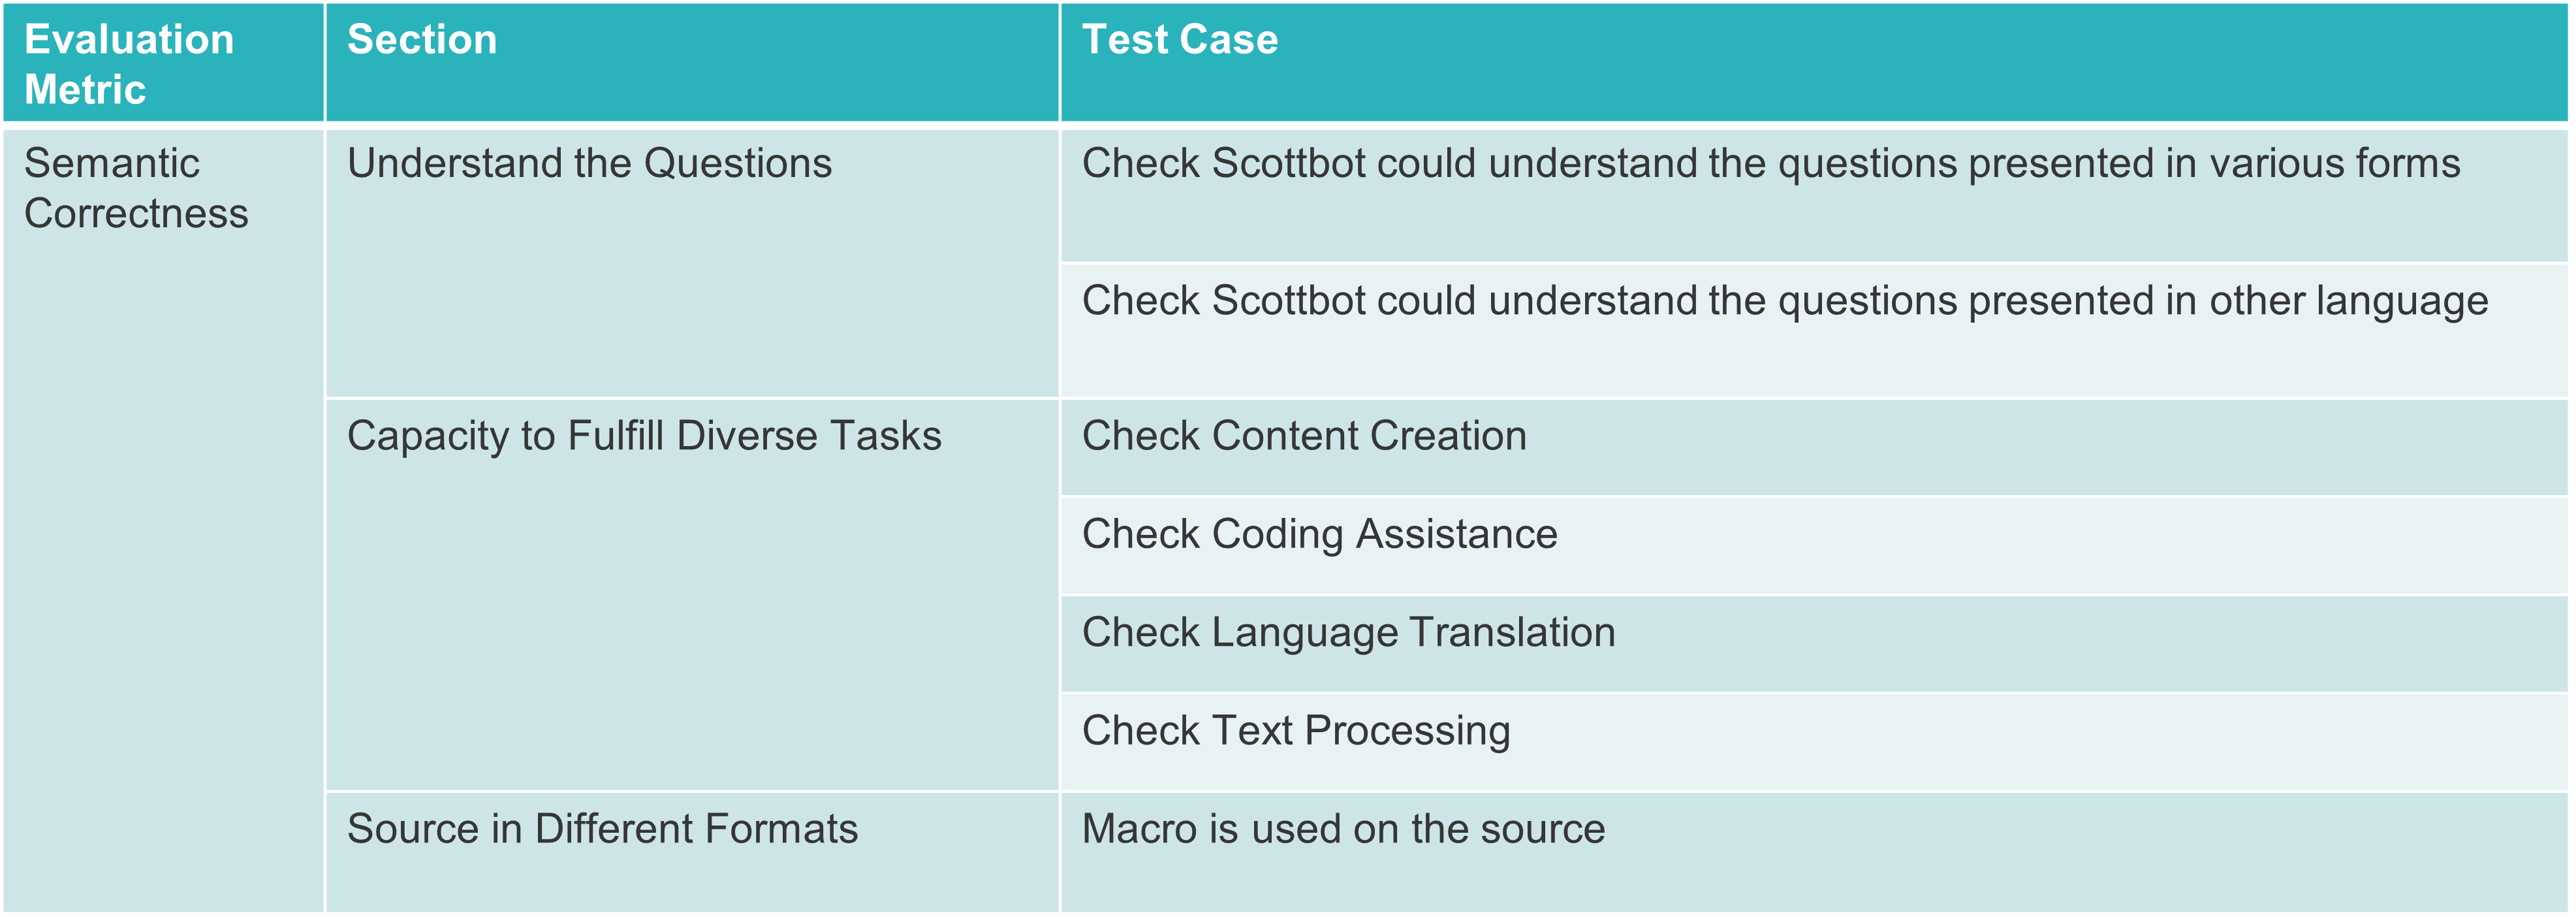 Evaluation
Metric
Section
Test Case
Semantic
Correctness
Understand the Questions
Check Scottbot could understand the questions presented in various forms
Check Scottbot could understand the questions presented in other language
Capacity to Fulfill Diverse Tasks
Check Content Creation
Check Coding Assistance
Check Language Translation
Check Text Processing
Source in Different Formats
Macro is used on the source